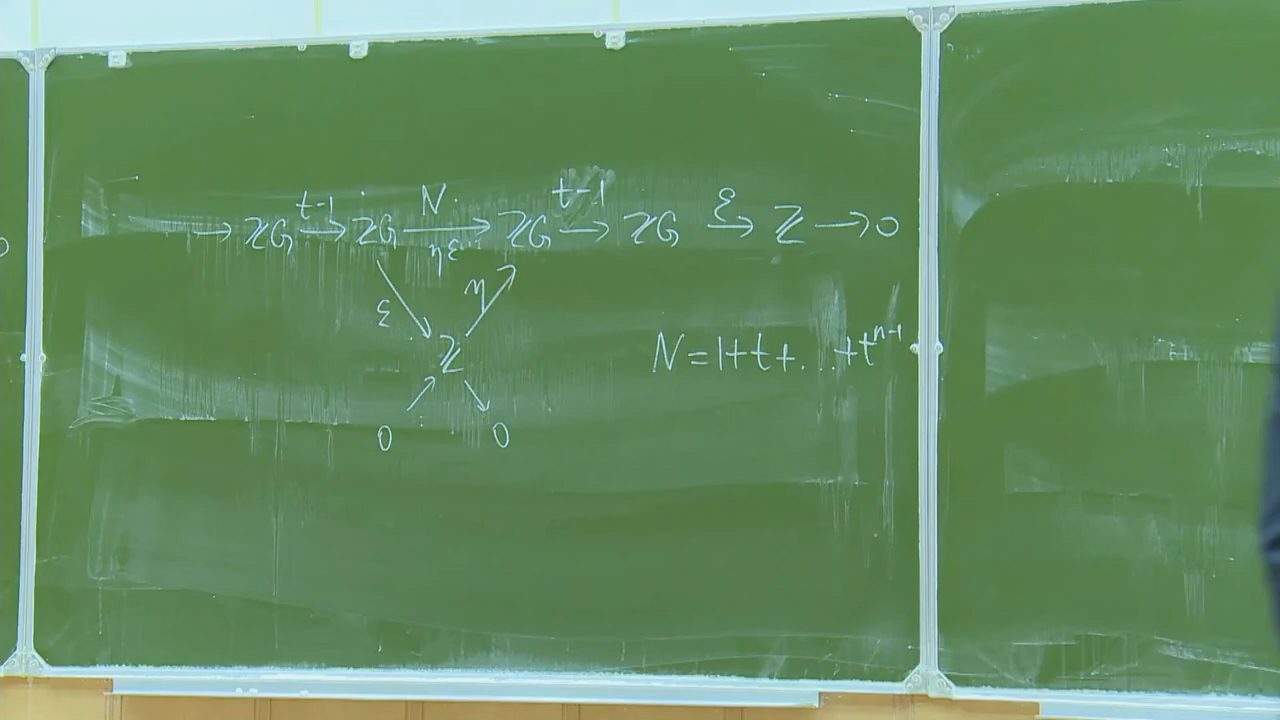 → ℤG —t-1→ ℤG —N→ ℤG —t-1→ ℤG —ε→ ℤ → 0
ηε
ε η
ℤ
N = 1+t+...+t^{n-1}
0 0